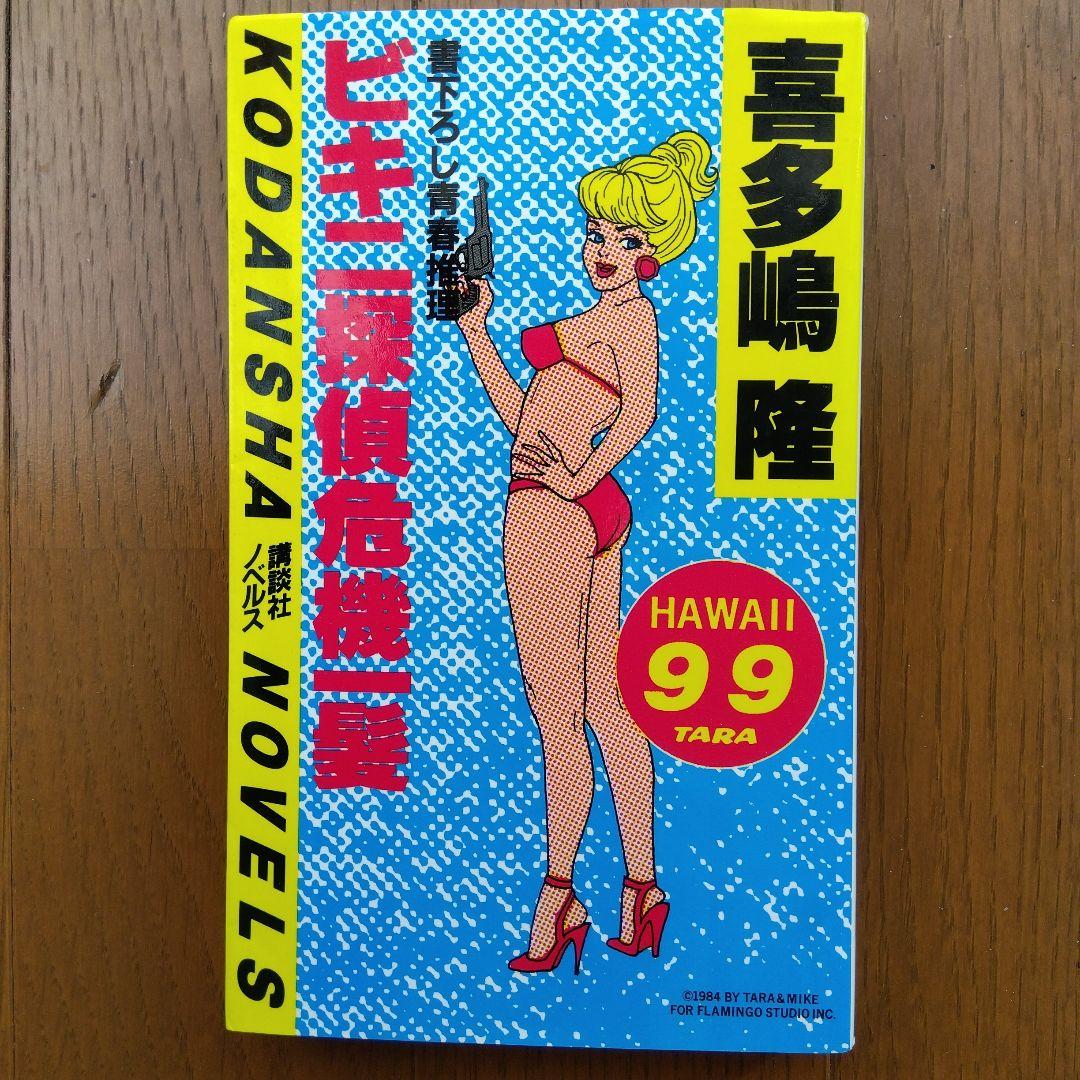 喜多嶋 隆
書下ろし青春推理
ビキニ探偵危機一髪
KODANSHA NOVELS
講談社
ノベルス
HAWAII
99
TARA
©1984 BY TARA&MIKE
FOR FLAMINGO STUDIO INC.